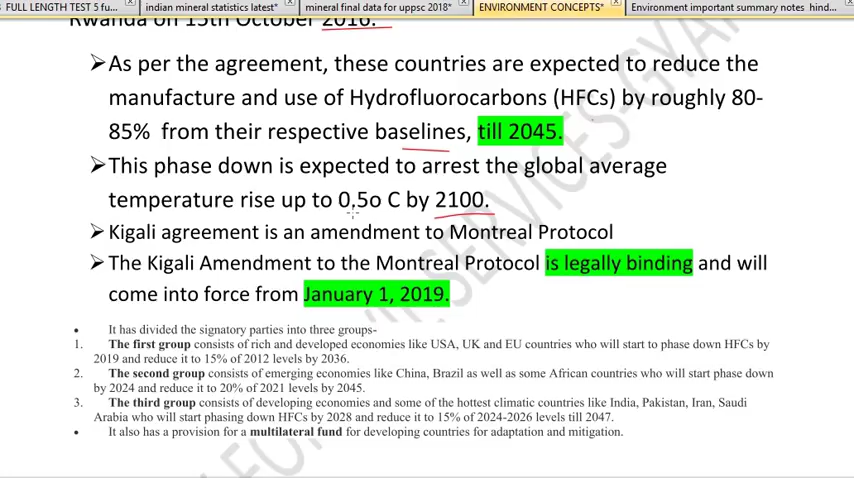 FULL LENGTH TEST 5 fu... indian mineral statistics latest* mineral final data for uppsc 2018* ENVIRONMENT CONCEPTS* Environment important summary notes hind...
Rwanda on 15th October 2016.
➢As per the agreement, these countries are expected to reduce the
manufacture and use of Hydrofluorocarbons (HFCs) by roughly 80-
85% from their respective baselines, till 2045.
➢This phase down is expected to arrest the global average
temperature rise up to 0.5o C by 2100.
➢Kigali agreement is an amendment to Montreal Protocol
➢The Kigali Amendment to the Montreal Protocol is legally binding and will
come into force from January 1, 2019.
• It has divided the signatory parties into three groups-
1. The first group consists of rich and developed economies like USA, UK and EU countries who will start to phase down HFCs by
2019 and reduce it to 15% of 2012 levels by 2036.
2. The second group consists of emerging economies like China, Brazil as well as some African countries who will start phase down
by 2024 and reduce it to 20% of 2021 levels by 2045.
3. The third group consists of developing economies and some of the hottest climatic countries like India, Pakistan, Iran, Saudi
Arabia who will start phasing down HFCs by 2028 and reduce it to 15% of 2024-2026 levels till 2047.
• It also has a provision for a multilateral fund for developing countries for adaptation and mitigation.